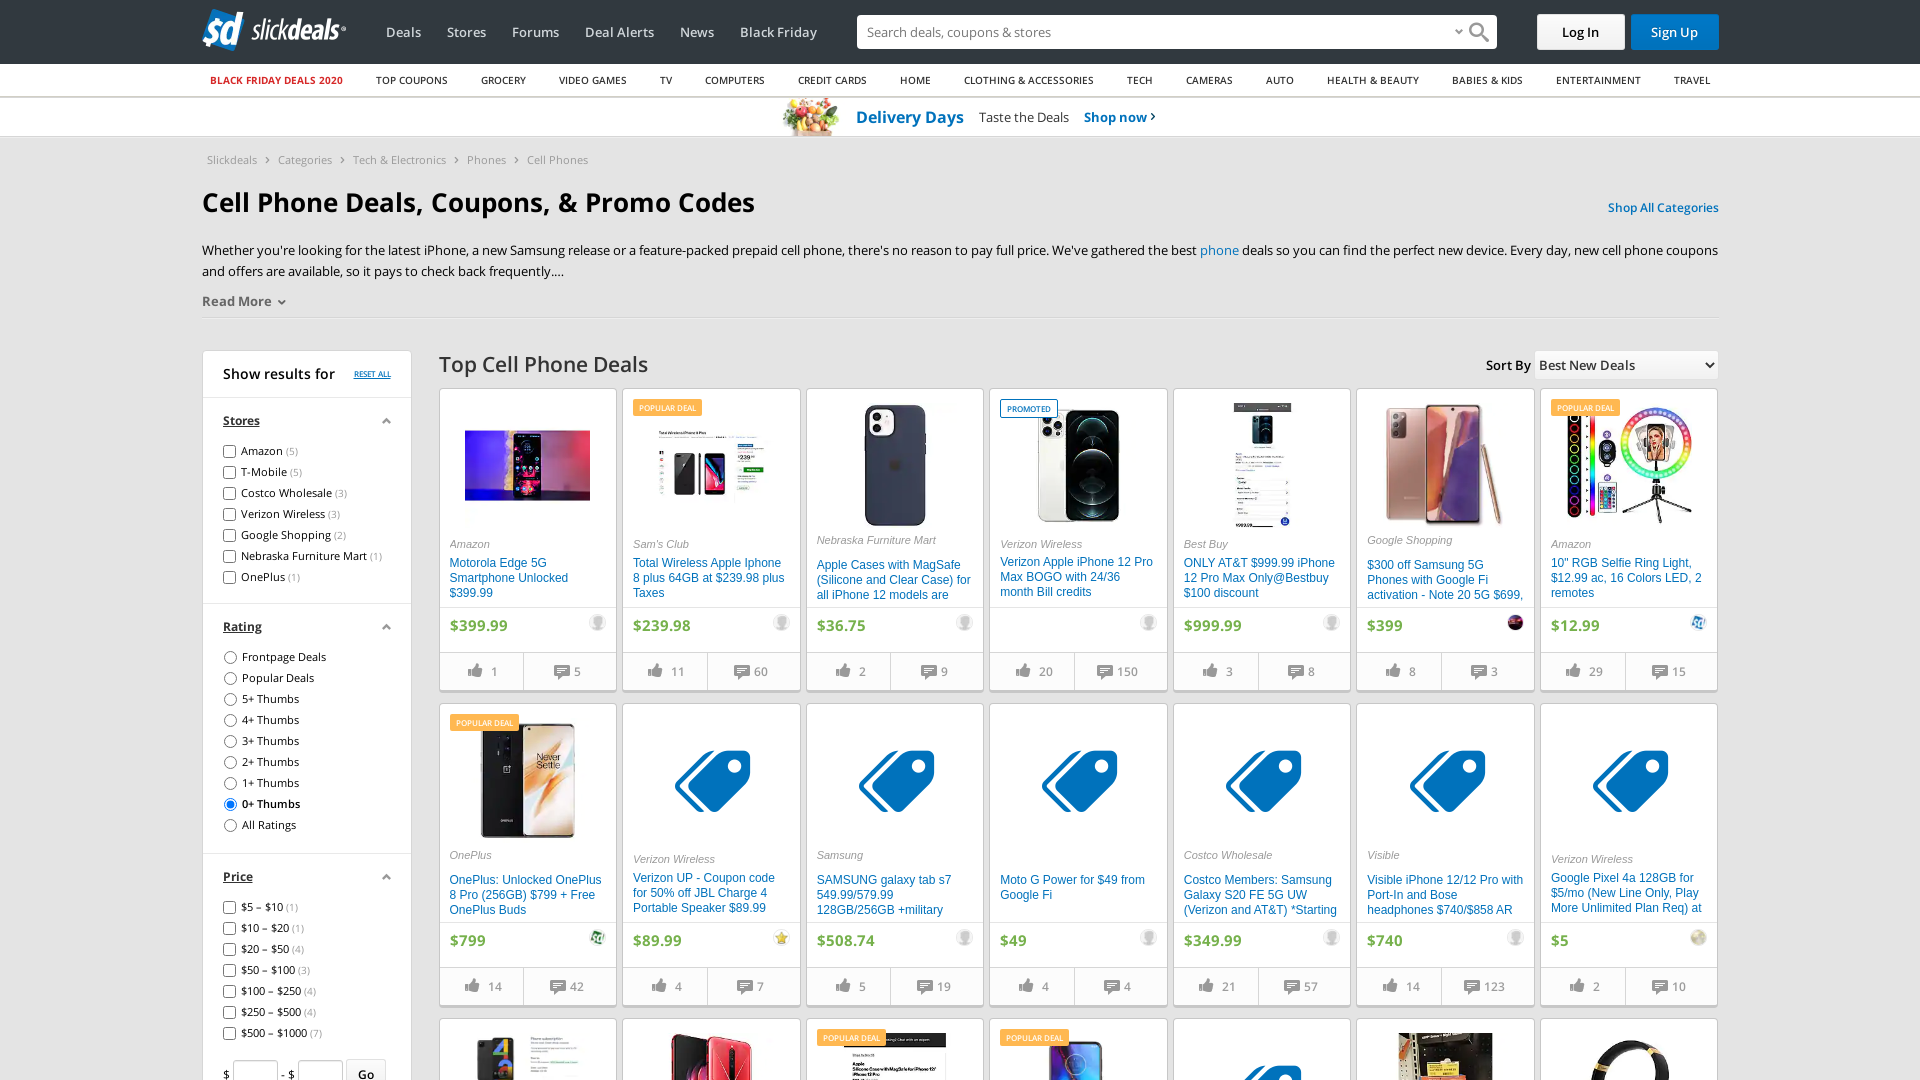 slickdeals
Deals
Stores
Forums
Deal Alerts
News
Black Friday
Search deals, coupons & stores
Log In
Sign Up
BLACK FRIDAY DEALS 2020
TOP COUPONS
GROCERY
VIDEO GAMES
TV
COMPUTERS
CREDIT CARDS
HOME
CLOTHING & ACCESSORIES
TECH
CAMERAS
AUTO
HEALTH & BEAUTY
BABIES & KIDS
ENTERTAINMENT
TRAVEL
Delivery Days Taste the Deals Shop now
Slickdeals > Categories > Tech & Electronics > Phones > Cell Phones
Cell Phone Deals, Coupons, & Promo Codes
Shop All Categories
Whether you're looking for the latest iPhone, a new Samsung release or a feature-packed prepaid cell phone, there's no reason to pay full price. We've gathered the best phone deals so you can find the perfect new device. Every day, new cell phone coupons
and offers are available, so it pays to check back frequently....
Read More
Show results for RESET ALL
Stores
Amazon (5)
T-Mobile (5)
Costco Wholesale (3)
Verizon Wireless (3)
Google Shopping (2)
Nebraska Furniture Mart (1)
OnePlus (1)
Rating
Frontpage Deals
Popular Deals
5+ Thumbs
4+ Thumbs
3+ Thumbs
2+ Thumbs
1+ Thumbs
0+ Thumbs
All Ratings
Price
$5 – $10 (1)
$10 – $20 (1)
$20 – $50 (4)
$50 – $100 (3)
$100 – $250 (4)
$250 – $500 (4)
$500 – $1000 (7)
$ - $ Go
Top Cell Phone Deals
Sort By Best New Deals
Amazon
Motorola Edge 5G
Smartphone Unlocked
$399.99
$399.99
1 5
POPULAR DEAL
Sam's Club
Total Wireless Apple Iphone
8 plus 64GB at $239.98 plus
Taxes
$239.98
11 60
Nebraska Furniture Mart
Apple Cases with MagSafe
(Silicone and Clear Case) for
all iPhone 12 models are
$36.75
2 9
PROMOTED
Verizon Wireless
Verizon Apple iPhone 12 Pro
Max BOGO with 24/36
month Bill credits
20 150
Best Buy
ONLY AT&T $999.99 iPhone
12 Pro Max Only@Bestbuy
$100 discount
$999.99
3 8
Google Shopping
$300 off Samsung 5G
Phones with Google Fi
activation - Note 20 5G $699,
$399
8 3
POPULAR DEAL
Amazon
10" RGB Selfie Ring Light,
$12.99 ac, 16 Colors LED, 2
remotes
$12.99
29 15
POPULAR DEAL
Never
Settle
OnePlus
OnePlus: Unlocked OnePlus
8 Pro (256GB) $799 + Free
OnePlus Buds
$799
14 42
Verizon Wireless
Verizon UP - Coupon code
for 50% off JBL Charge 4
Portable Speaker $89.99
$89.99
4 7
Samsung
SAMSUNG galaxy tab s7
549.99/579.99
128GB/256GB +military
$508.74
5 19
Moto G Power for $49 from
Google Fi
$49
4 4
Costco Wholesale
Costco Members: Samsung
Galaxy S20 FE 5G UW
(Verizon and AT&T) *Starting
$349.99
21 57
Visible
Visible iPhone 12/12 Pro with
Port-In and Bose
headphones $740/$858 AR
$740
14 123
Verizon Wireless
Google Pixel 4a 128GB for
$5/mo (New Line Only, Play
More Unlimited Plan Req) at
$5
2 10
POPULAR DEAL
Apple
Silicone Case with MagSafe for iPhone 12/
iPhone 12 Pro
POPULAR DEAL